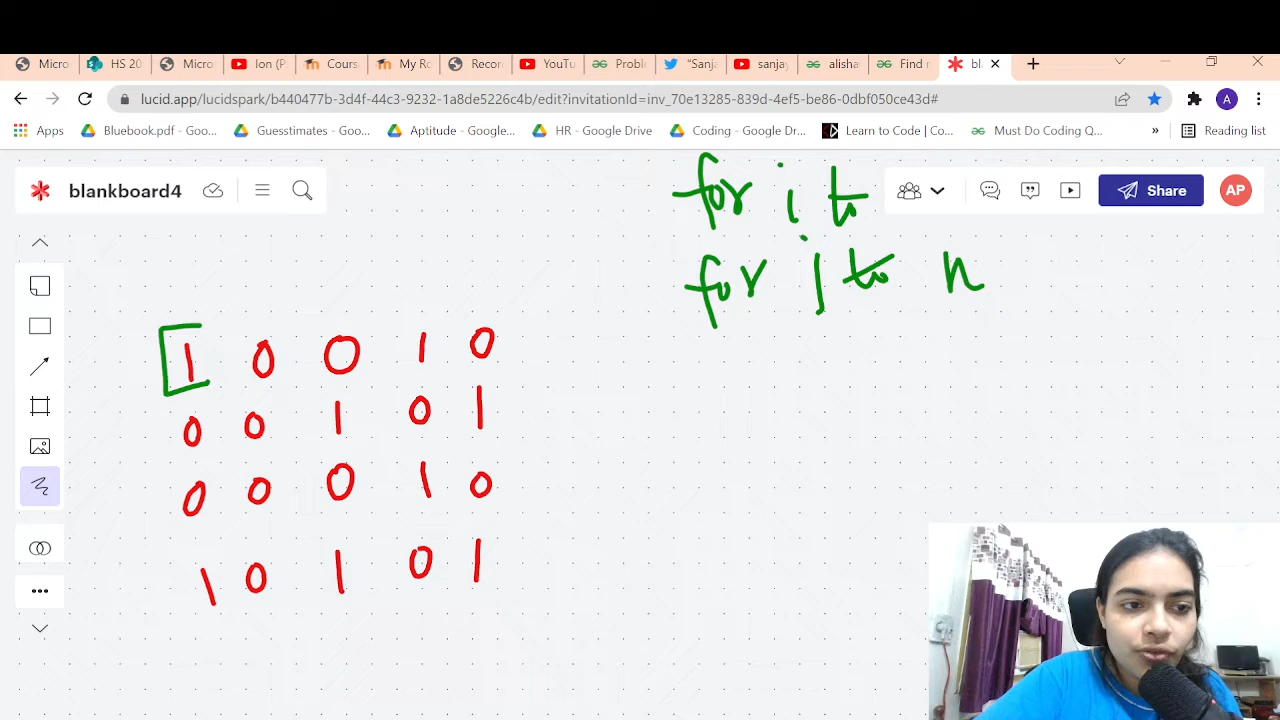 Micro
HS 20
Micro
Ion (P
Cours
My Ro
Recor
YouTu
Proble
"Sanja
sanjay
alisha
Find n
bl
lucid.app/lucidspark/b440477b-3d4f-44c3-9232-1a8de5226c4b/edit?invitationId=inv_70e13285-839d-4ef5-be86-0dbf050ce43d#
A
Apps
Bluebook.pdf - Goo...
Guesstimates - Goo...
Aptitudes - Google...
HR - Google Drive
Coding - Google Dr...
Learn to Code | Co...
Must Do Coding Q...
»
Reading list
blankboard4
Share
AP
for i to
for j to n
1 0 0 1 0
0 0 1 0 1
0 0 0 1 0
1 0 1 0 1